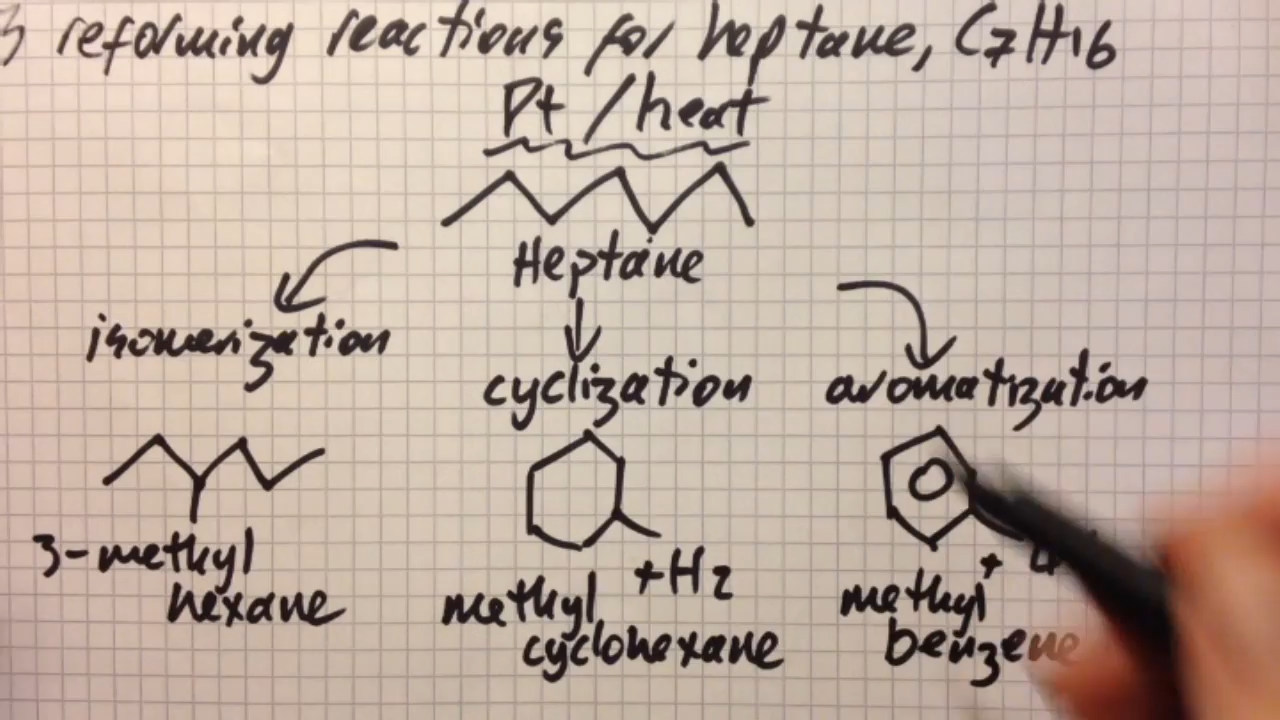 3 reforming reactions for heptane, C7H16
Pt / heat
Heptane
isomerization
cyclization
aromatization
3-methyl
hexane
+H2
methyl
cyclohexane
+ 4
methyl
benzene